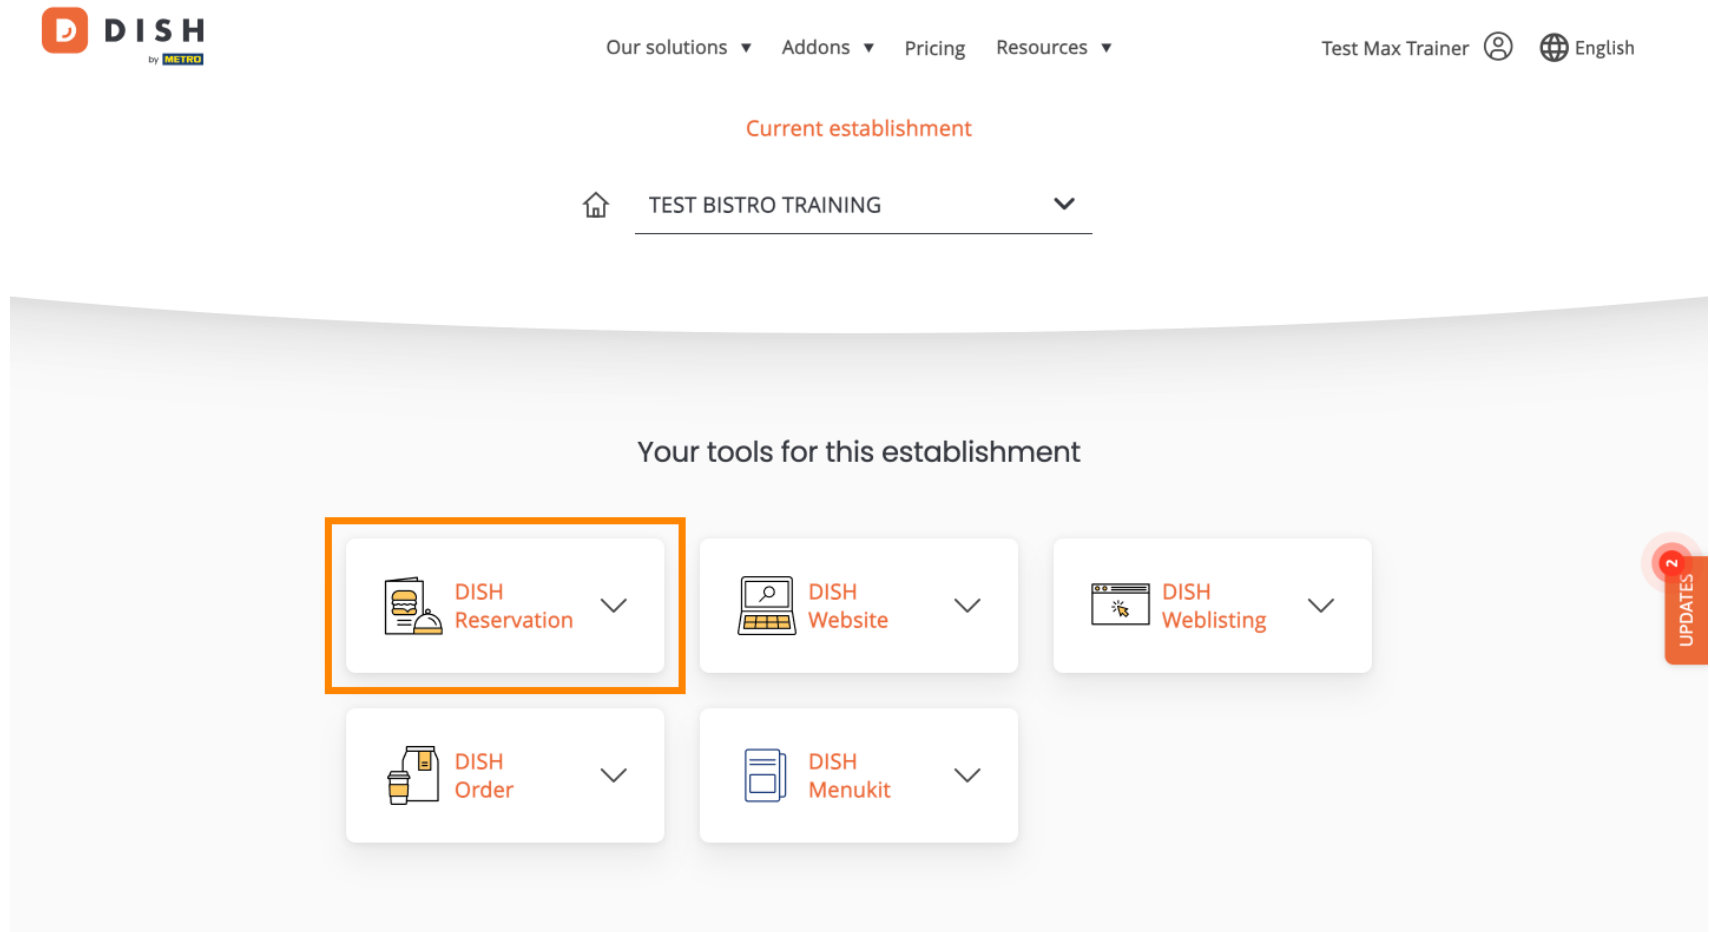 DISH
by METRO
Our solutions ▼ Addons ▼ Pricing Resources ▼
Test Max Trainer
English
Current establishment
TEST BISTRO TRAINING
Your tools for this establishment
DISH
Reservation
DISH
Website
DISH
Weblisting
2
UPDATES
DISH
Order
DISH
Menukit